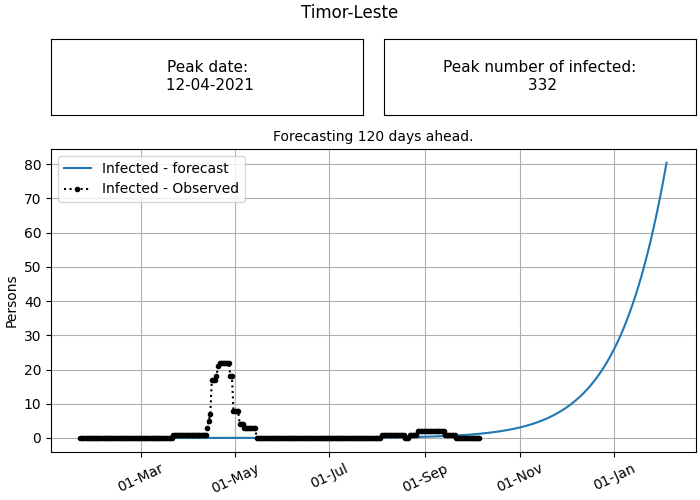 Timor-Leste
Peak date:
12-04-2021
Peak number of infected:
332
Forecasting 120 days ahead.
Infected - forecast
Infected - Observed
Persons
80
70
60
50
40
30
20
10
0
01-Mar
01-May
01-Jul
01-Sep
01-Nov
01-Jan